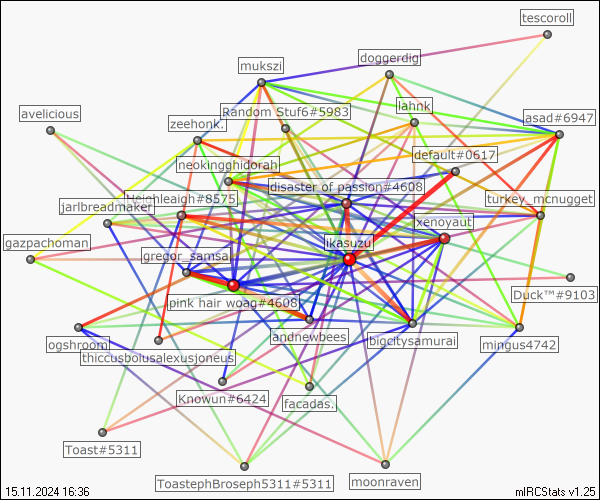 tescoroll
doggerdig
mukszi
lahnk
Random Stuf6#5983
avelicious
asad#6947
zeehonk.
default#0617
neokingghidorah
disaster of passion#4608
Heighleaigh#8575
turkey_mcnugget
jarlbreadmaker
xenoyaut
ikasuzu
gazpachoman
gregor_samsa
Duck™#9103
pink hair woag#4608
andnewbees
bigcitysamurai
mingus4742
ogshroom
thiccusbolusalexusjoneus
Knowun#6424
facadas.
Toast#5311
ToastephBroseph5311#5311
moonraven
15.11.2024 16:36
mIRCStats v1.25